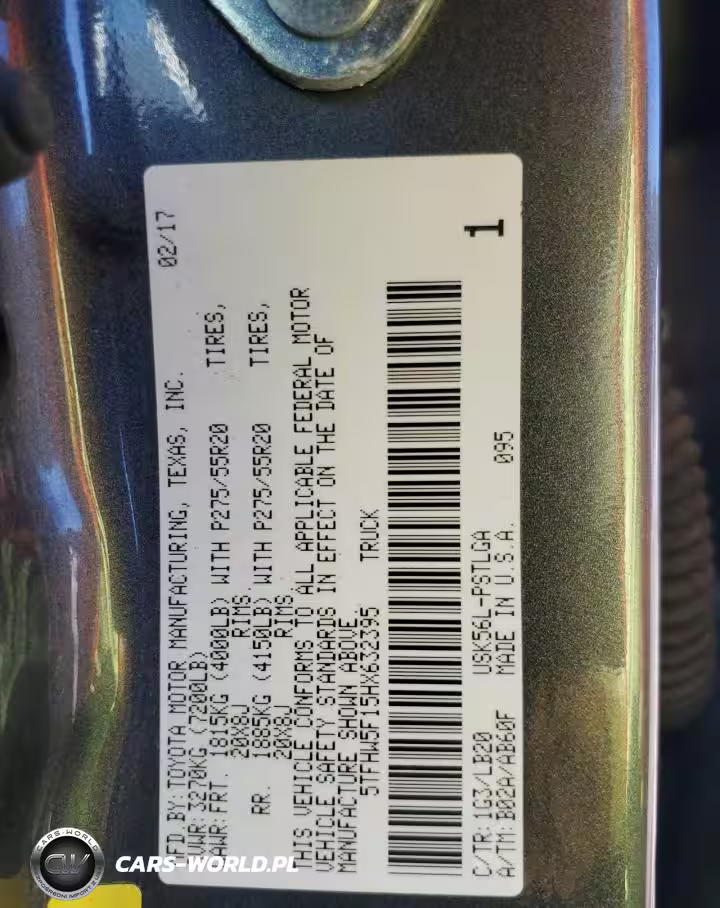 MFD BY: TOYOTA MOTOR MANUFACTURING, TEXAS, INC. 02/17
GVWR: 3270KG (7200LB)
GAWR: FRT. 1815KG (4000LB) WITH P275/55R20 TIRES,
20X8J RIMS.
RR. 1885KG (4150LB) WITH P275/55R20 TIRES,
20X8J RIMS.
THIS VEHICLE CONFORMS TO ALL APPLICABLE FEDERAL MOTOR
VEHICLE SAFETY STANDARDS IN EFFECT ON THE DATE OF
MANUFACTURE SHOWN ABOVE.
5TFHW5F15HX632395 TRUCK
1
C/TR: 1G3/LB20 USK56L-PSTLGA
A/TM: B02A/AB60F MADE IN U.S.A. 095
CARS-WORLD
CW
CARS-WORLD.PL